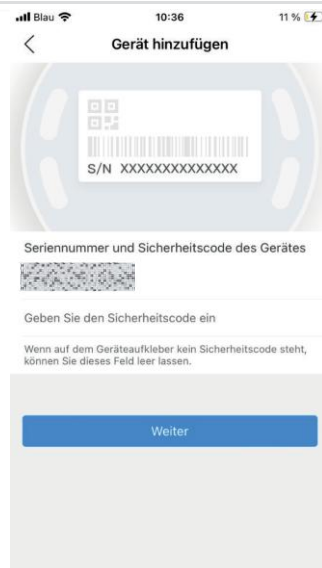 Blau
10:36
11 %
Gerät hinzufügen
S/N XXXXXXXXXXXXXX
Seriennummer und Sicherheitscode des Gerätes
Geben Sie den Sicherheitscode ein
Wenn auf dem Geräteaufkleber kein Sicherheitscode steht,
können Sie dieses Feld leer lassen.
Weiter